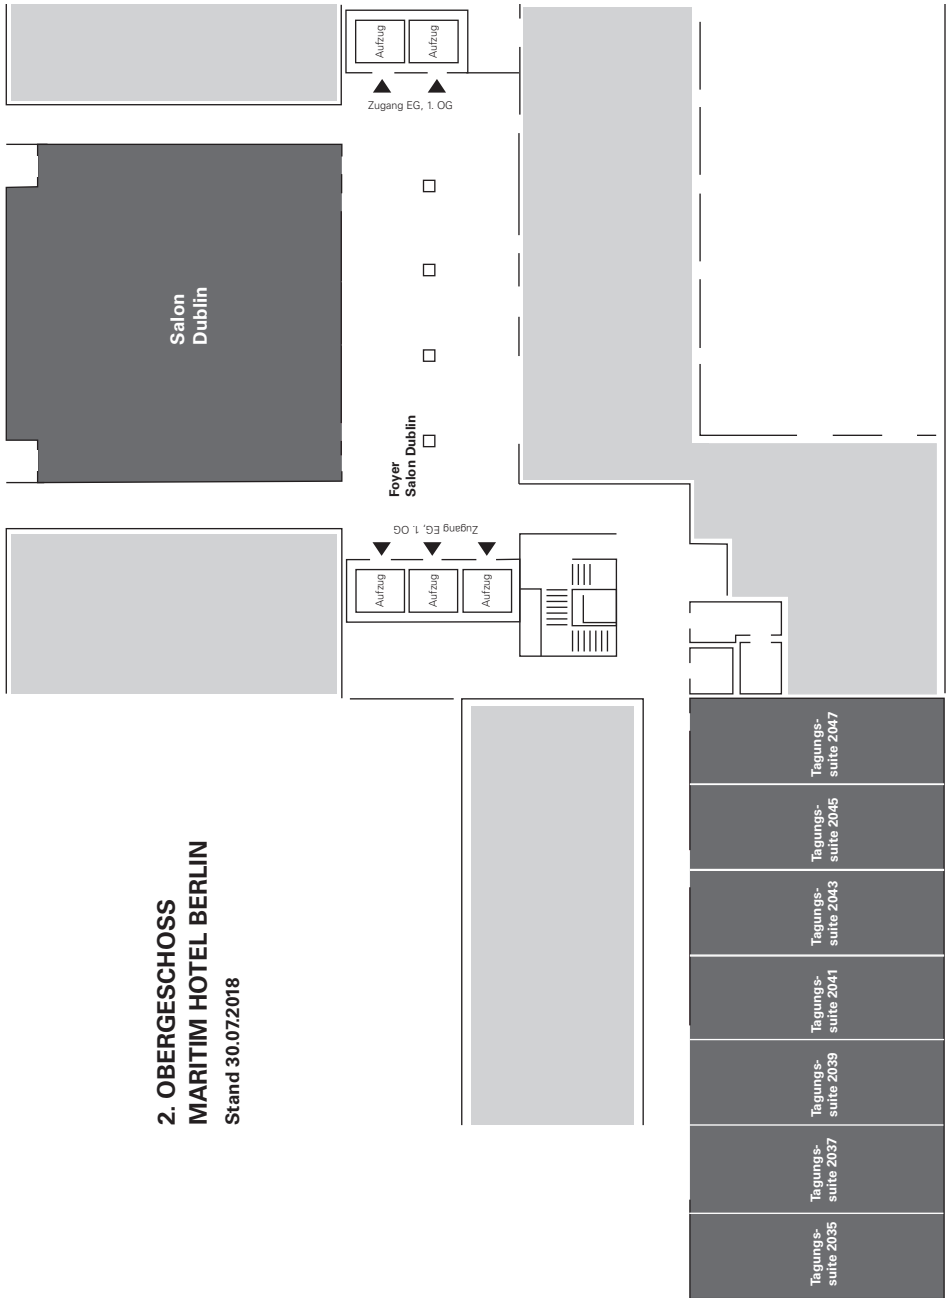 2. OBERGESCHOSS
MARITIM HOTEL BERLIN
Stand 30.07.2018
Salon
Dublin
Foyer
Salon Dublin
Aufzug
Aufzug
Zugang EG, 1. OG
Zugang EG, 1. OG
Aufzug
Aufzug
Aufzug
Tagungs-
suite 2047
Tagungs-
suite 2045
Tagungs-
suite 2043
Tagungs-
suite 2041
Tagungs-
suite 2039
Tagungs-
suite 2037
Tagungs-
suite 2035